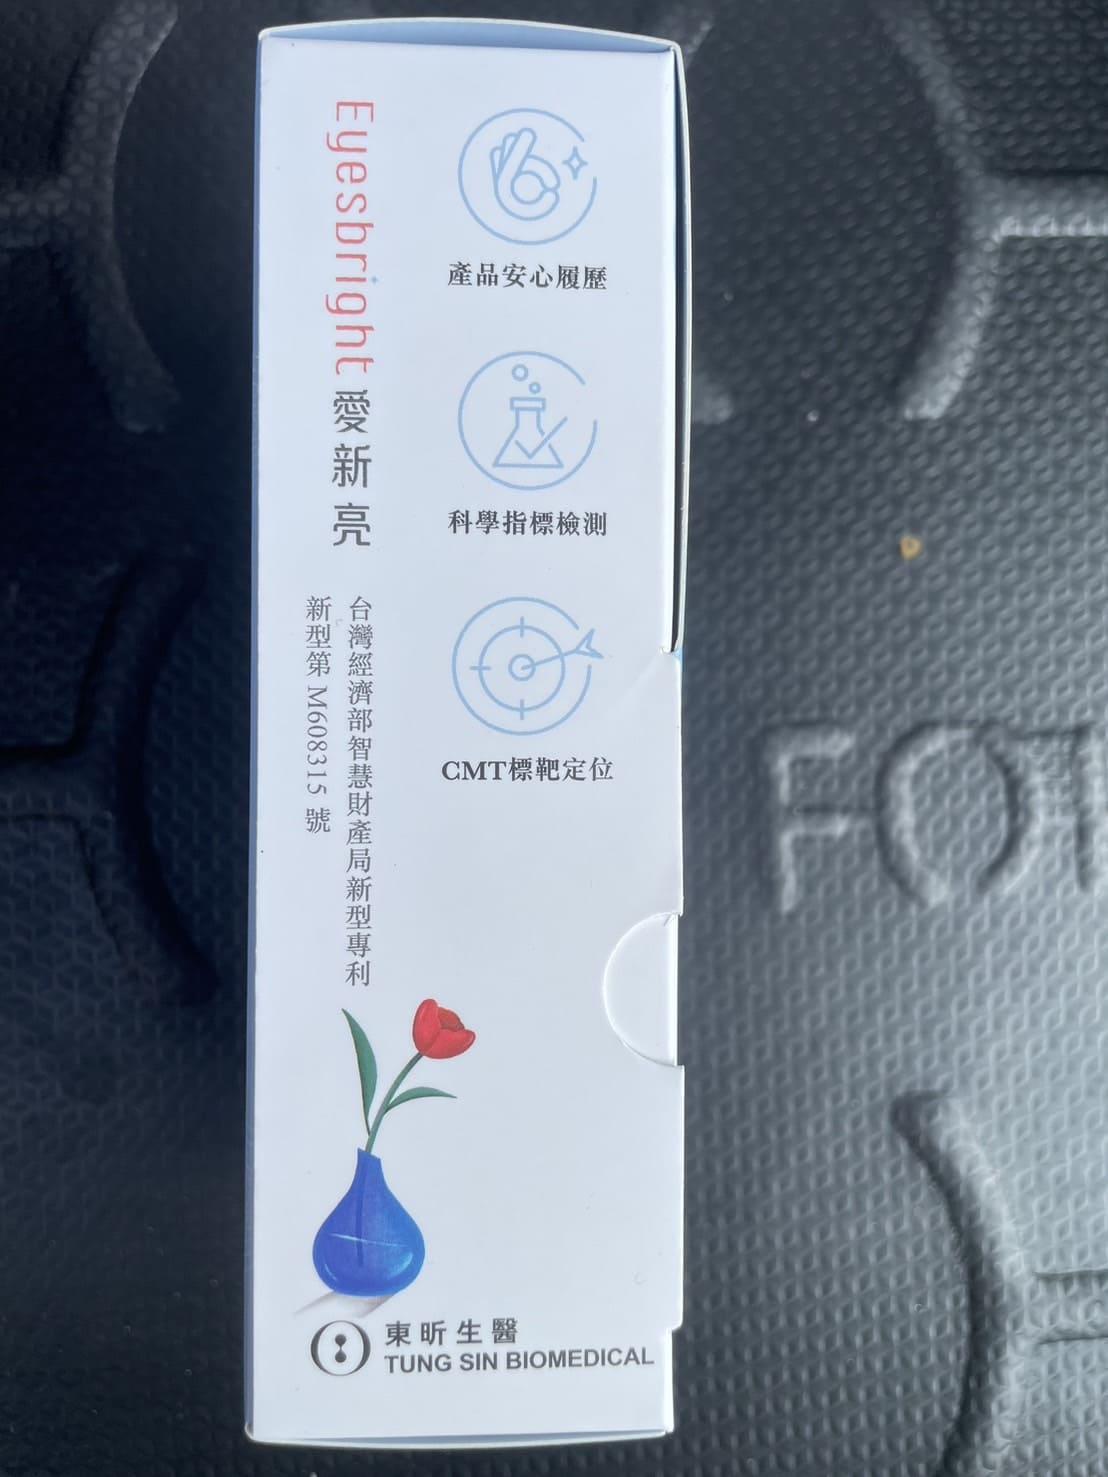 Eyesbright 愛新亮
台灣經濟部智慧財產局新型專利
新型第 M608315 號
產品安心履歷
科學指標檢測
CMT標靶定位
東昕生醫
TUNG SIN BIOMEDICAL